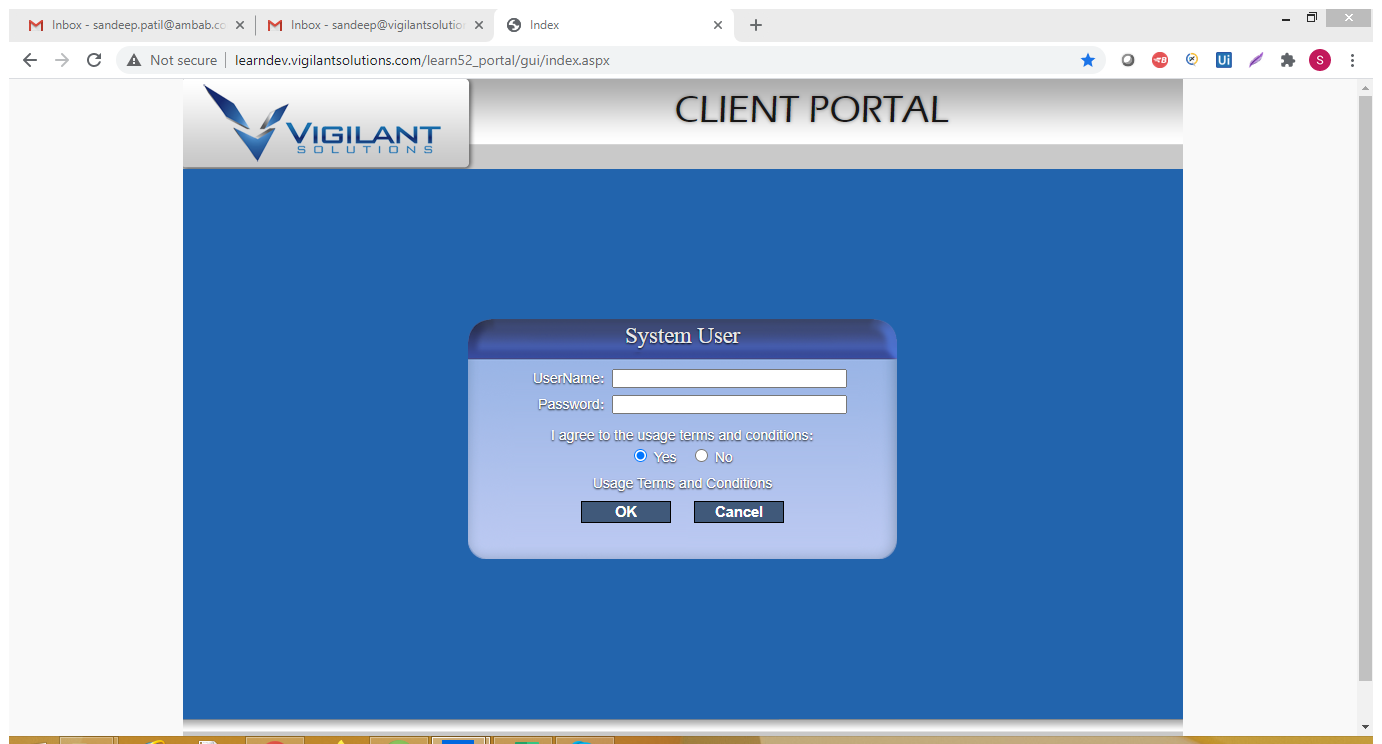 Inbox - sandeep.patil@ambab.co
Inbox - sandeep@vigilantsolution
Index
Not secure learndev.vigilantsolutions.com/learn52_portal/gui/index.aspx
Ui
S
VIGILANT
SOLUTIONS
CLIENT PORTAL
System User
UserName:
Password:
I agree to the usage terms and conditions:
Yes No
Usage Terms and Conditions
OK Cancel